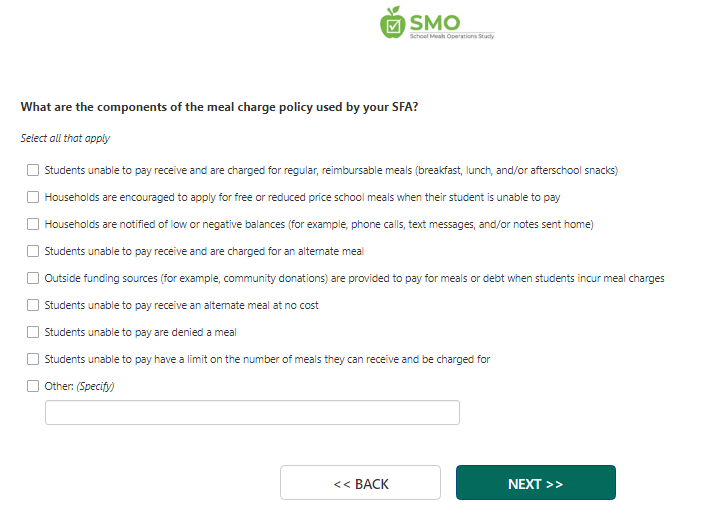 SMO
School Meals Operations Study
What are the components of the meal charge policy used by your SFA?
Select all that apply
Students unable to pay receive and are charged for regular, reimbursable meals (breakfast, lunch, and/or afterschool snacks)
Households are encouraged to apply for free or reduced price school meals when their student is unable to pay
Households are notified of low or negative balances (for example, phone calls, text messages, and/or notes sent home)
Students unable to pay receive and are charged for an alternate meal
Outside funding sources (for example, community donations) are provided to pay for meals or debt when students incur meal charges
Students unable to pay receive an alternate meal at no cost
Students unable to pay are denied a meal
Students unable to pay have a limit on the number of meals they can receive and be charged for
Other: (Specify)
<< BACK NEXT >>